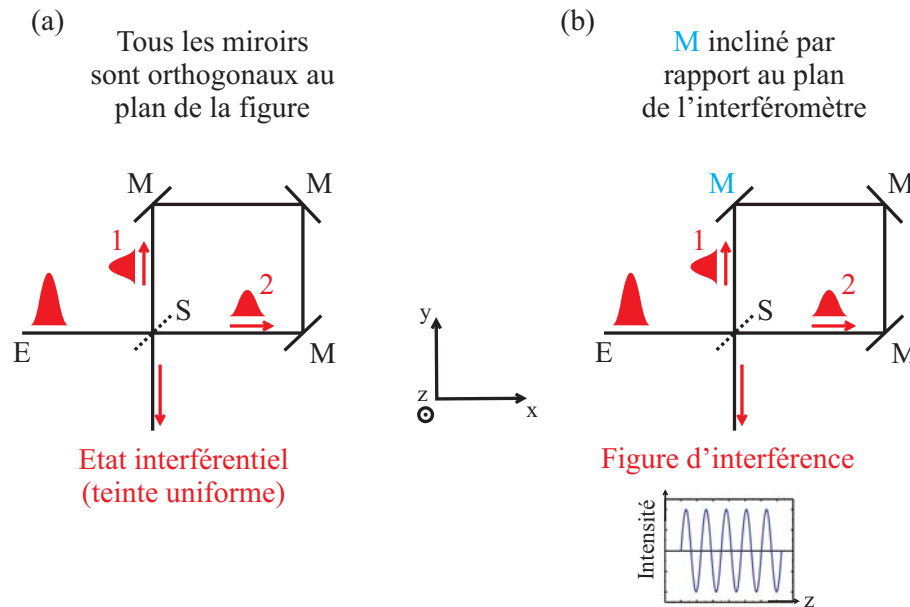 (a)
Tous les miroirs
sont orthogonaux au
plan de la figure
M
M
1
2
S
E
M
Etat interférentiel
(teinte uniforme)
y
z
x
(b)
M incliné par
rapport au plan
de l'interféromètre
M
M
1
2
S
E
M
Figure d'interférence
Intensité
z